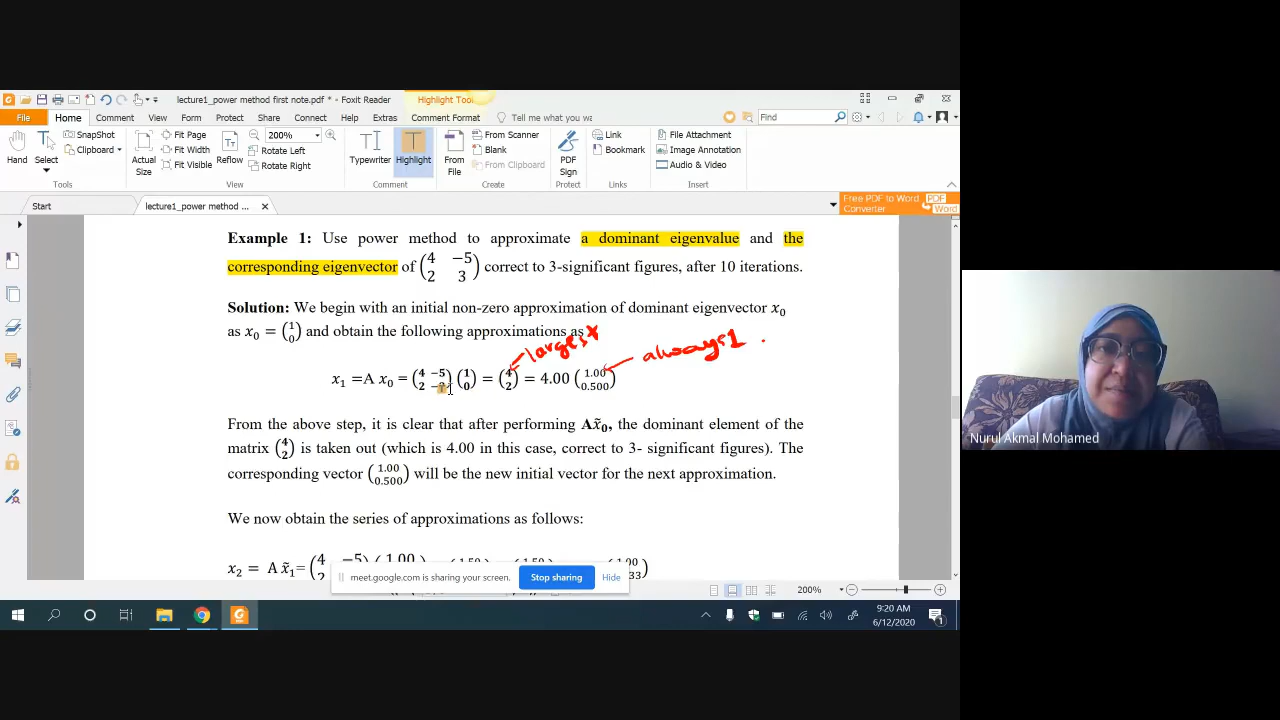 lecture1_power method first note.pdf * - Foxit Reader
Highlight Tool
File Home Comment View Form Protect Share Connect Help Extras Comment Format Tell me what you want... Find
Hand Select SnapShot Clipboard
Actual Size Fit Page Fit Width Fit Visible Reflow 200% Rotate Left Rotate Right
Typewriter Highlight From File From Scanner Blank From Clipboard PDF Sign Link Bookmark File Attachment Image Annotation Audio & Video
Tools View Comment Create Protect Links Insert
Start lecture1_power method ... Free PDF to Word Converter Word
Example 1: Use power method to approximate a dominant eigenvalue and the
corresponding eigenvector of (4 −5
2 3) correct to 3-significant figures, after 10 iterations.
Solution: We begin with an initial non-zero approximation of dominant eigenvector x₀
as x₀ = (1
0) and obtain the following approximations as
largest
always 1
x₁ =A x₀ = (4 −5
2 −3) (1
0) = (4
2) = 4.00 (1.00
0.500)
From the above step, it is clear that after performing Ax̃₀, the dominant element of the
matrix (4
2) is taken out (which is 4.00 in this case, correct to 3- significant figures). The
corresponding vector (1.00
0.500) will be the new initial vector for the next approximation.
We now obtain the series of approximations as follows:
x₂ = A x̃₁= (4 −5
2
1.00
meet.google.com is sharing your screen. Stop sharing Hide
200%
9:20 AM
6/12/2020
Nurul Akmal Mohamed